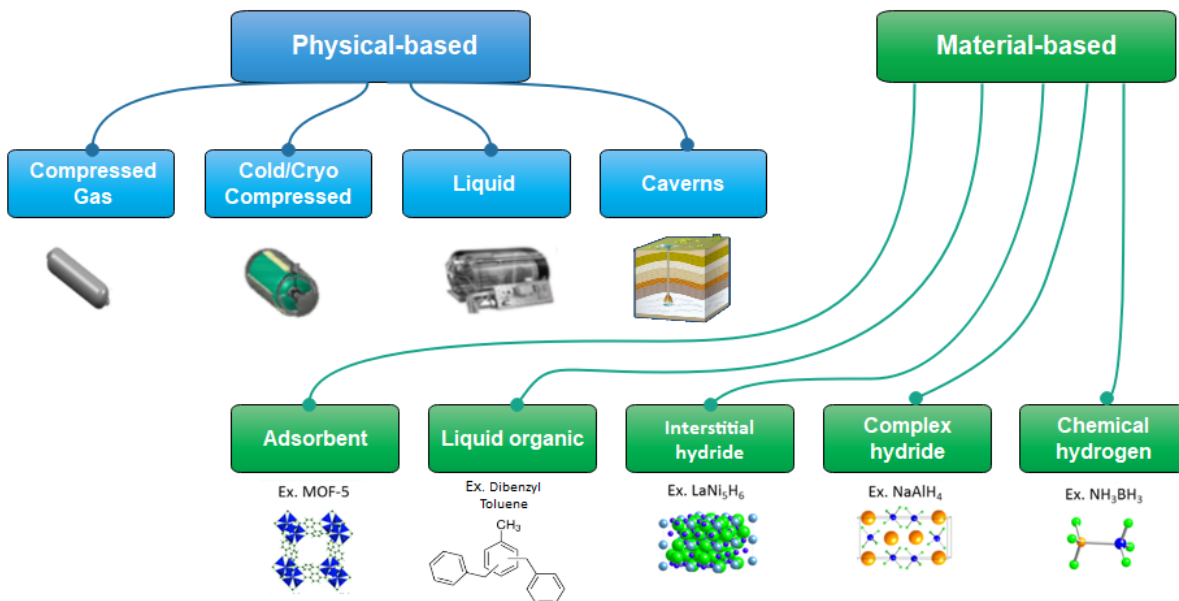 Physical-based
Material-based
Compressed
Gas
Cold/Cryo
Compressed
Liquid
Caverns
Adsorbent
Liquid organic
Interstitial
hydride
Complex
hydride
Chemical
hydrogen
Ex. MOF-5
Ex. Dibenzyl
Toluene
CH₃
Ex. LaNi₅H₆
Ex. NaAlH₄
Ex. NH₃BH₃